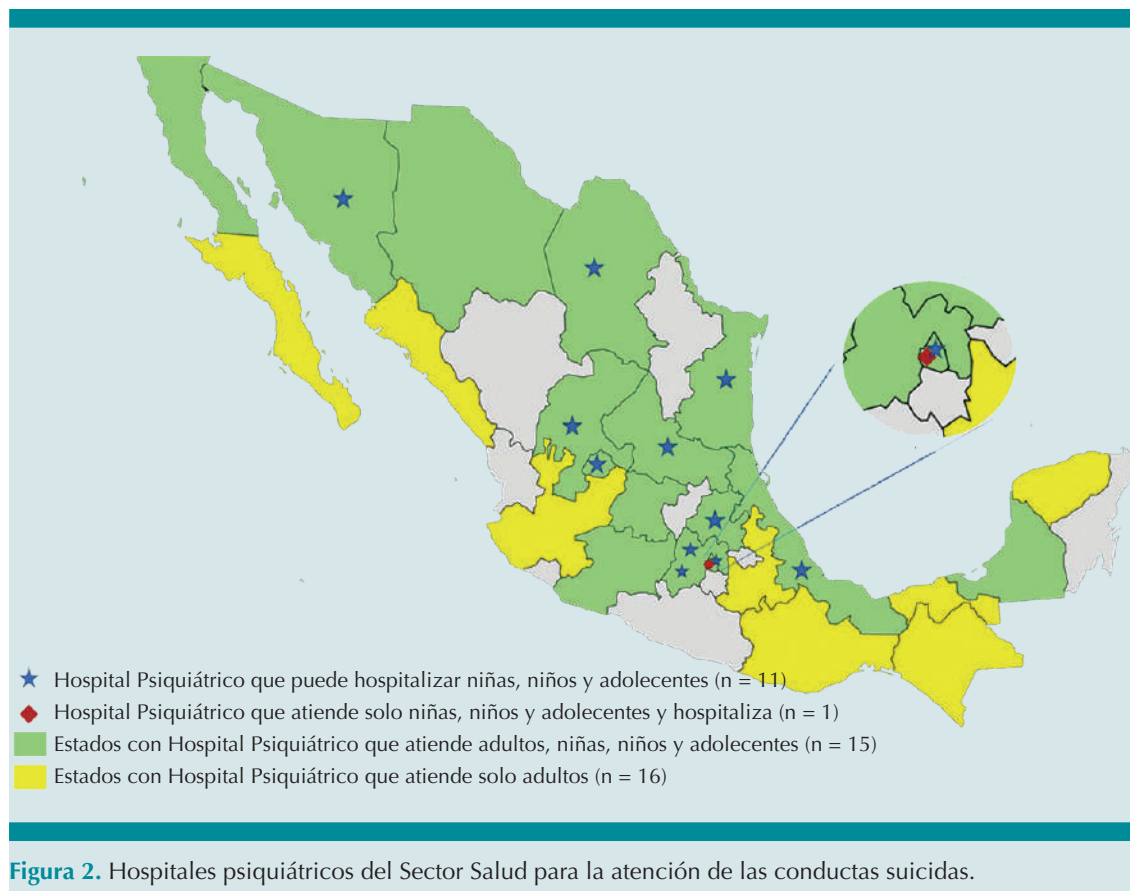 Hospital Psiquiátrico que puede hospitalizar niñas, niños y adolecentes (n = 11)
Hospital Psiquiátrico que atiende solo niñas, niños y adolecentes y hospitaliza (n = 1)
Estados con Hospital Psiquiátrico que atiende adultos, niñas, niños y adolecentes (n = 15)
Estados con Hospital Psiquiátrico que atiende solo adultos (n = 16)
Figura 2. Hospitales psiquiátricos del Sector Salud para la atención de las conductas suicidas.